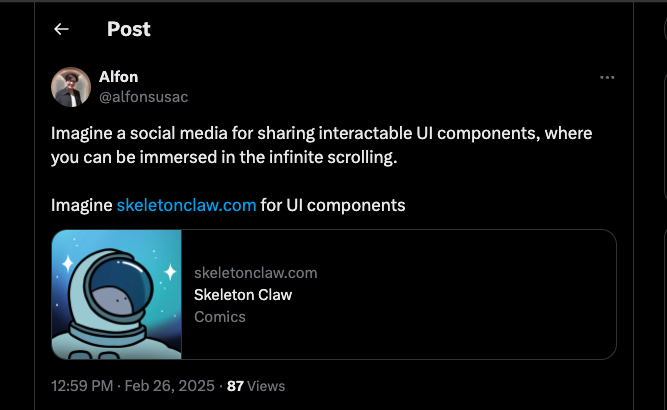 Post
Alfon
@alfonsusac
Imagine a social media for sharing interactable UI components, where
you can be immersed in the infinite scrolling.
Imagine skeletonclaw.com for UI components
skeletonclaw.com
Skeleton Claw
Comics
12:59 PM · Feb 26, 2025 · 87 Views